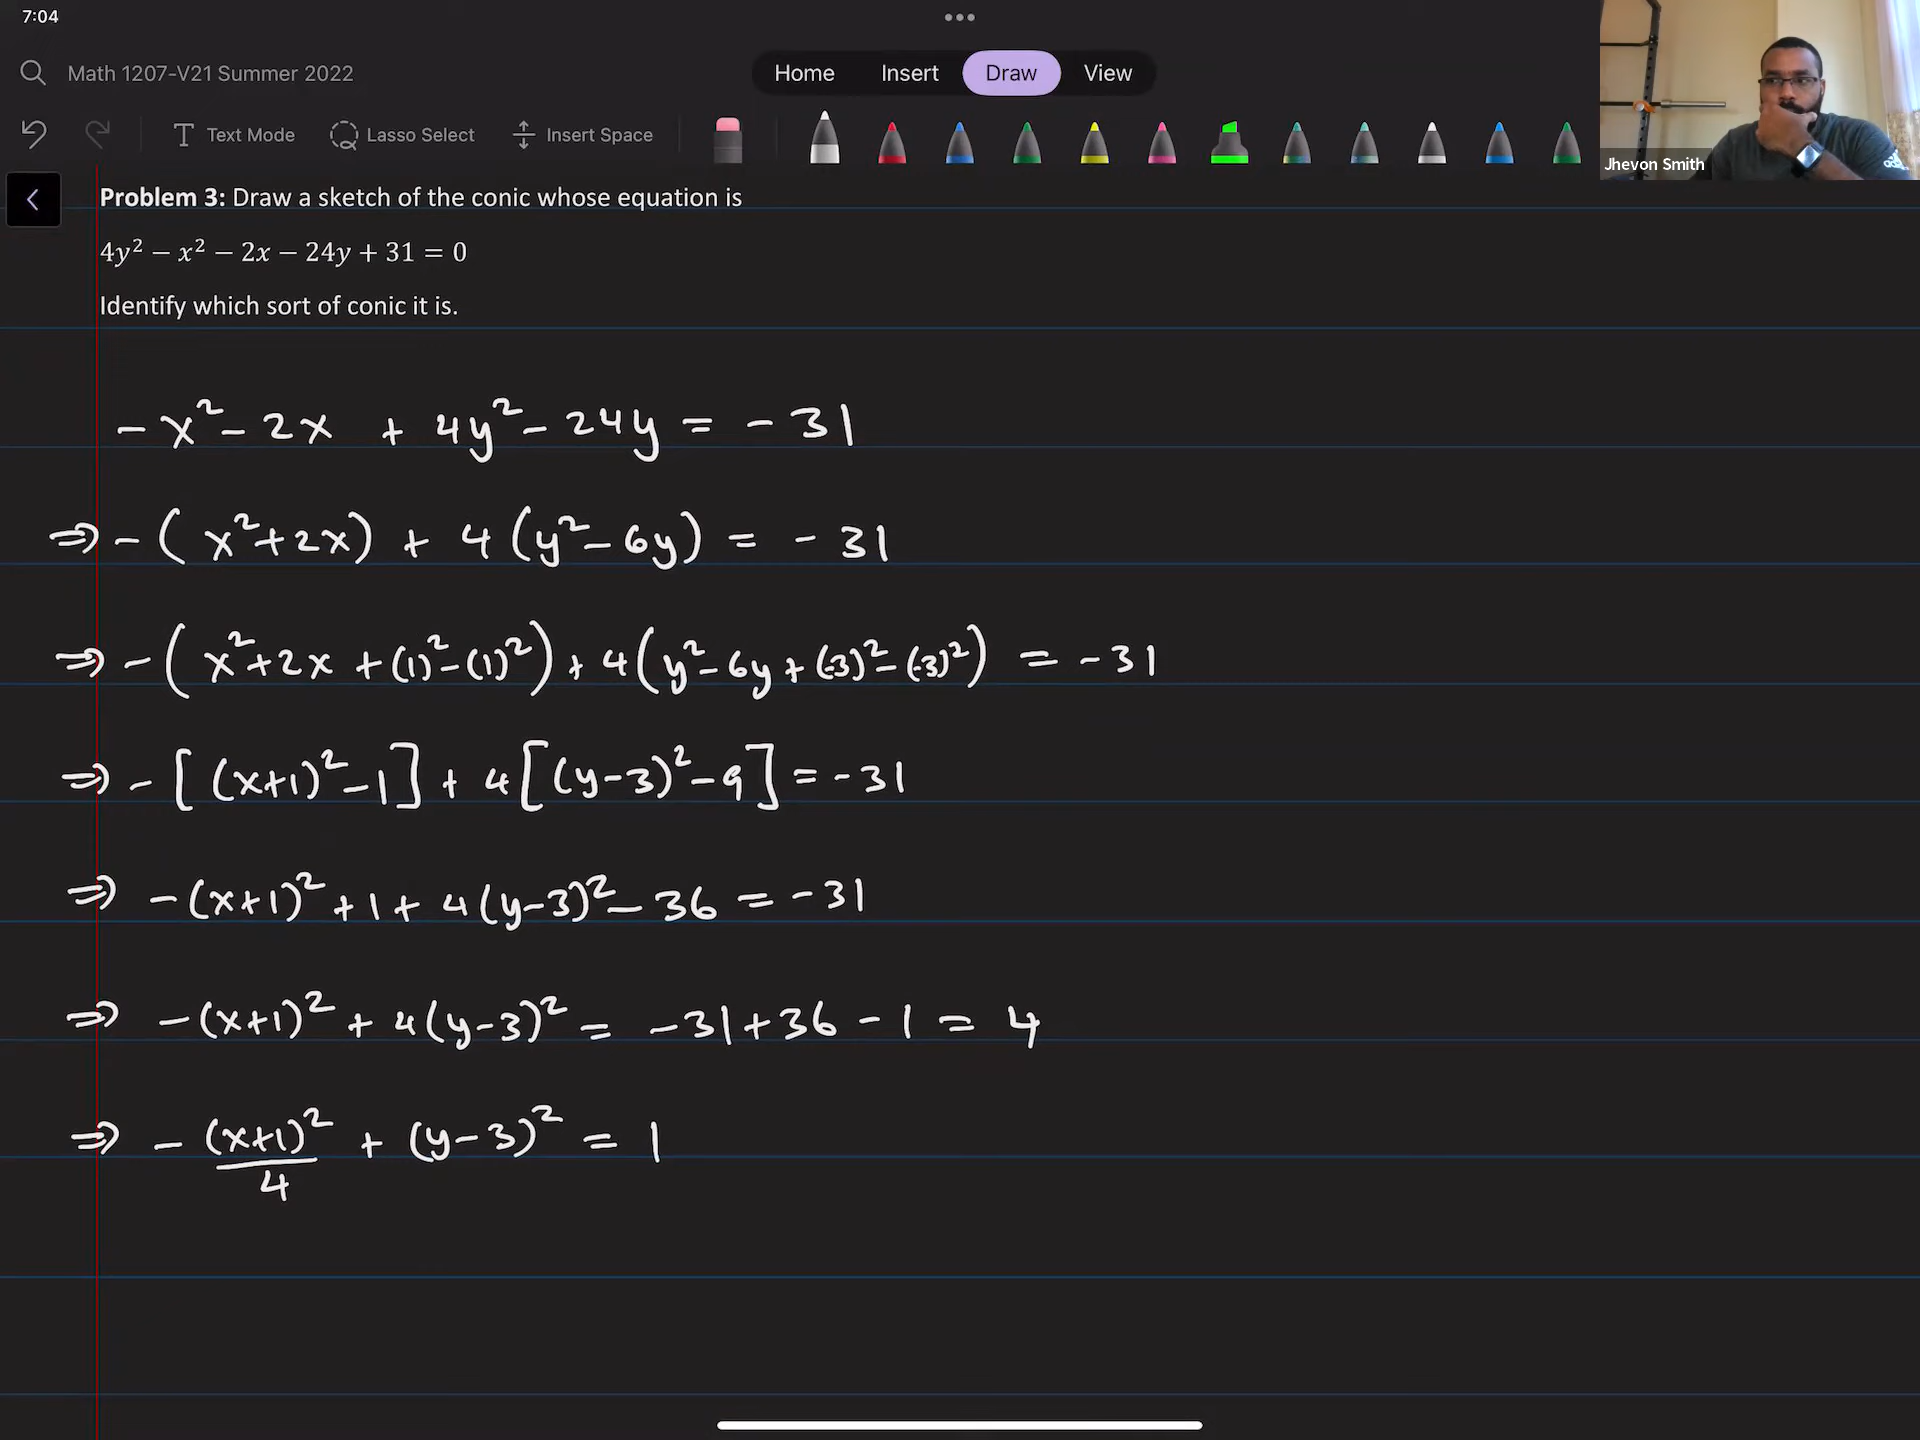 7:04
Math 1207-V21 Summer 2022
Home Insert Draw View
Text Mode Lasso Select Insert Space
Jhevon Smith
Problem 3: Draw a sketch of the conic whose equation is
4y² − x² − 2x − 24y + 31 = 0
Identify which sort of conic it is.
-x² - 2x + 4y² - 24y = -31
⇒ -(x² + 2x) + 4(y² - 6y) = -31
⇒ -(x² + 2x + (1)² - (1)²) + 4(y² - 6y + (-3)² - (-3)²) = -31
⇒ -[(x+1)² - 1] + 4[(y-3)² - 9] = -31
⇒ -(x+1)² + 1 + 4(y-3)² - 36 = -31
⇒ -(x+1)² + 4(y-3)² = -31 + 36 - 1 = 4
⇒ -(x+1)²/4 + (y-3)² = 1